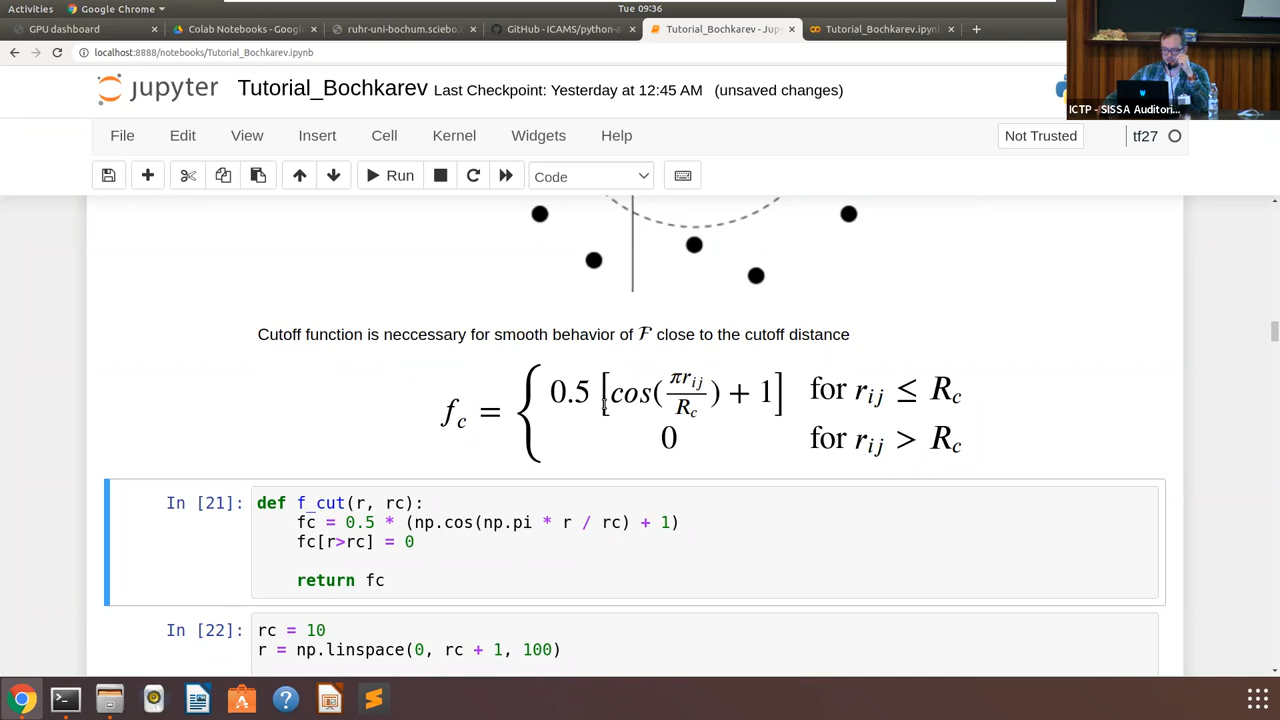 Activities
Google Chrome
Tue 09:36
GPU dashboard
Colab Notebooks - Google
ruhr-uni-bochum.sciebo.
GitHub - ICAMS/python-a
Tutorial_Bochkarev - Jup
Tutorial_Bochkarev.ipynb
localhost:8888/notebooks/Tutorial_Bochkarev.ipynb
jupyter Tutorial_Bochkarev Last Checkpoint: Yesterday at 12:45 AM (unsaved changes)
ICTP - SISSA Auditori...
File Edit View Insert Cell Kernel Widgets Help
Not Trusted
tf27
Run
Code
Cutoff function is neccessary for smooth behavior of ℱ close to the cutoff distance
f_c = { 0.5 [cos(πr_ij / R_c) + 1] for r_ij ≤ R_c
0 for r_ij > R_c
In [21]: def f_cut(r, rc):
fc = 0.5 * (np.cos(np.pi * r / rc) + 1)
fc[r>rc] = 0
return fc
In [22]: rc = 10
r = np.linspace(0, rc + 1, 100)